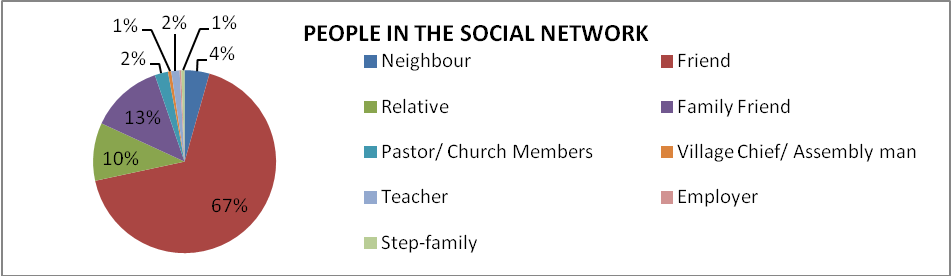 1% 2% 1%
PEOPLE IN THE SOCIAL NETWORK
2% 4%
Neighbour Friend
13%
Relative Family Friend
10%
Pastor/ Church Members Village Chief/ Assembly man
67%
Teacher Employer
Step-family